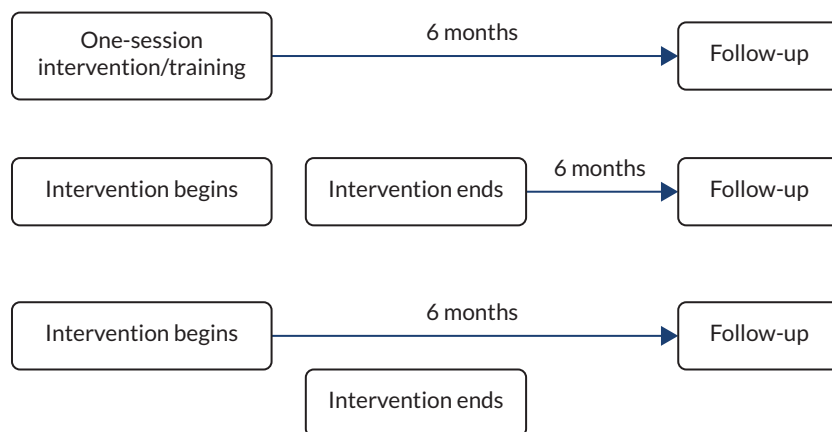 One-session
intervention/training
6 months
Follow-up
Intervention begins
Intervention ends
6 months
Follow-up
Intervention begins
6 months
Follow-up
Intervention ends